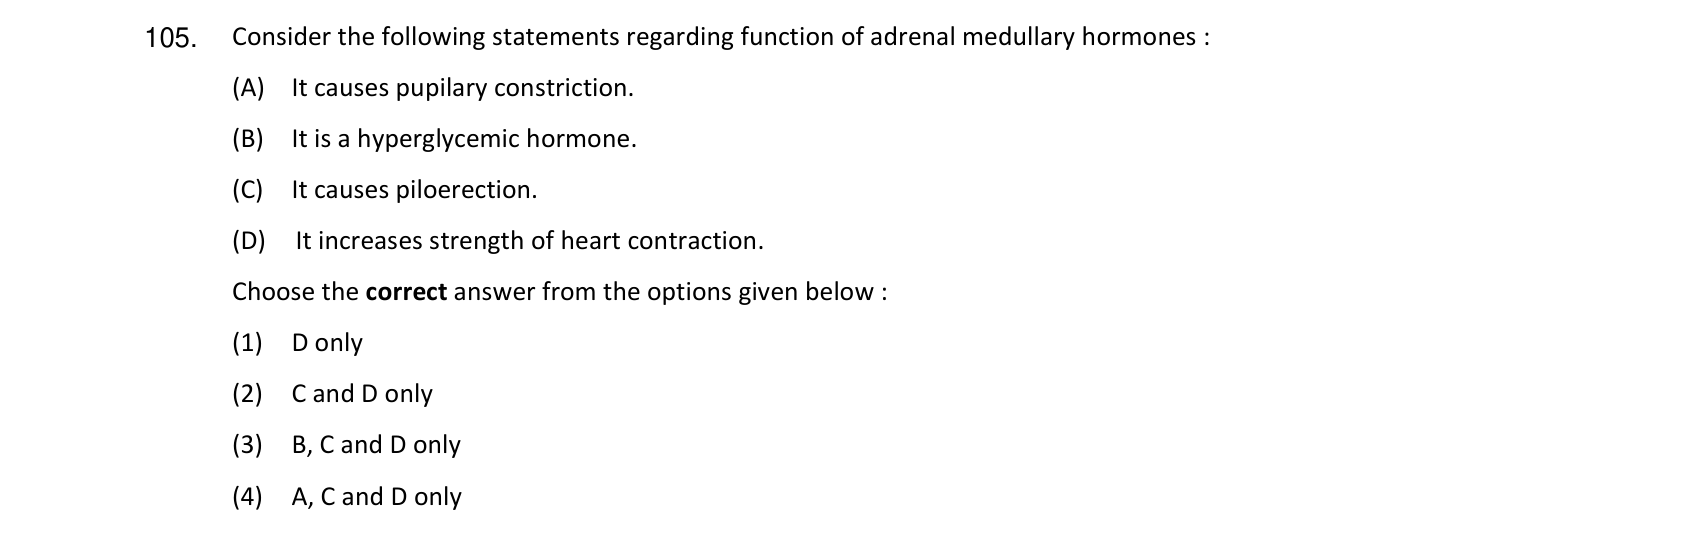 105. Consider the following statements regarding function of adrenal medullary hormones :
(A) It causes pupilary constriction.
(B) It is a hyperglycemic hormone.
(C) It causes piloerection.
(D) It increases strength of heart contraction.
Choose the correct answer from the options given below :
(1) D only
(2) C and D only
(3) B, C and D only
(4) A, C and D only